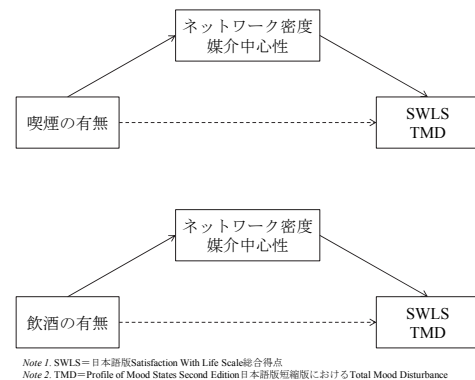 ネットワーク密度
媒介中心性
喫煙の有無
SWLS
TMD
ネットワーク密度
媒介中心性
飲酒の有無
SWLS
TMD
Note 1. SWLS＝日本語版Satisfaction With Life Scale総合得点
Note 2. TMD＝Profile of Mood States Second Edition日本語版短縮版におけるTotal Mood Disturbance